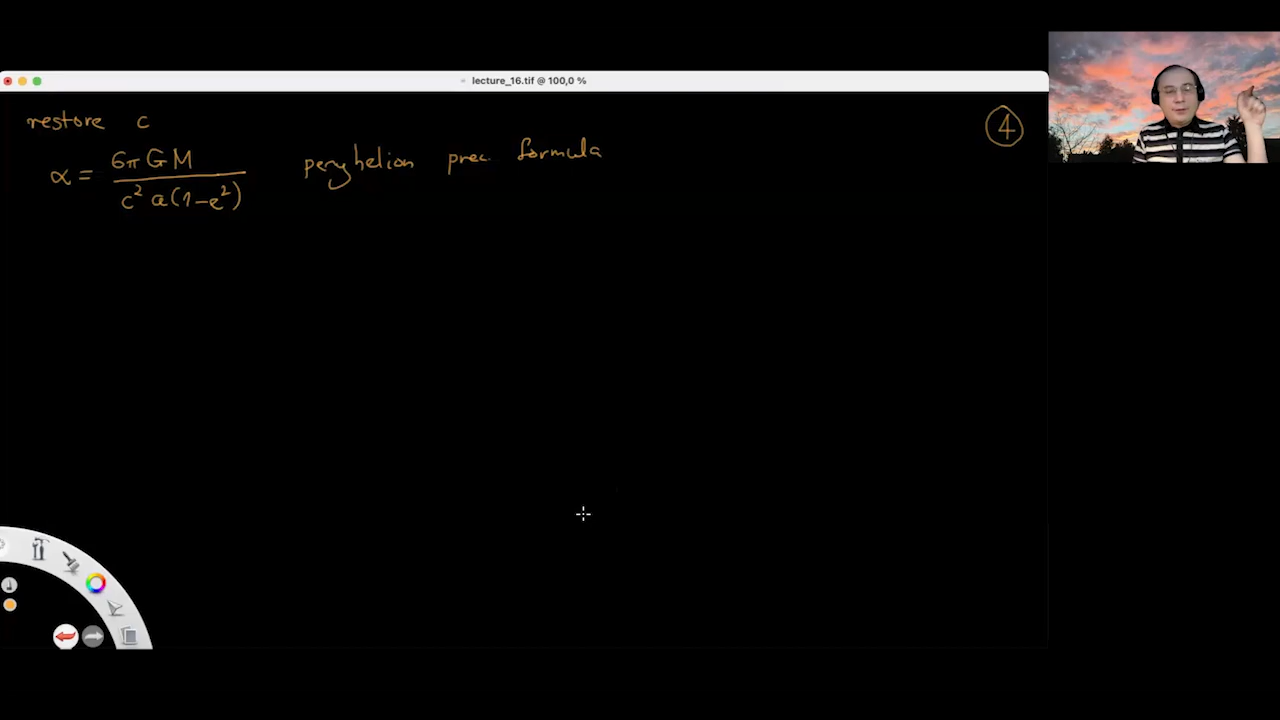 lecture_16.tif @ 100,0 %
restore c
④
α = 6π G M / c² a(1-e²) peryhelion prec. formula